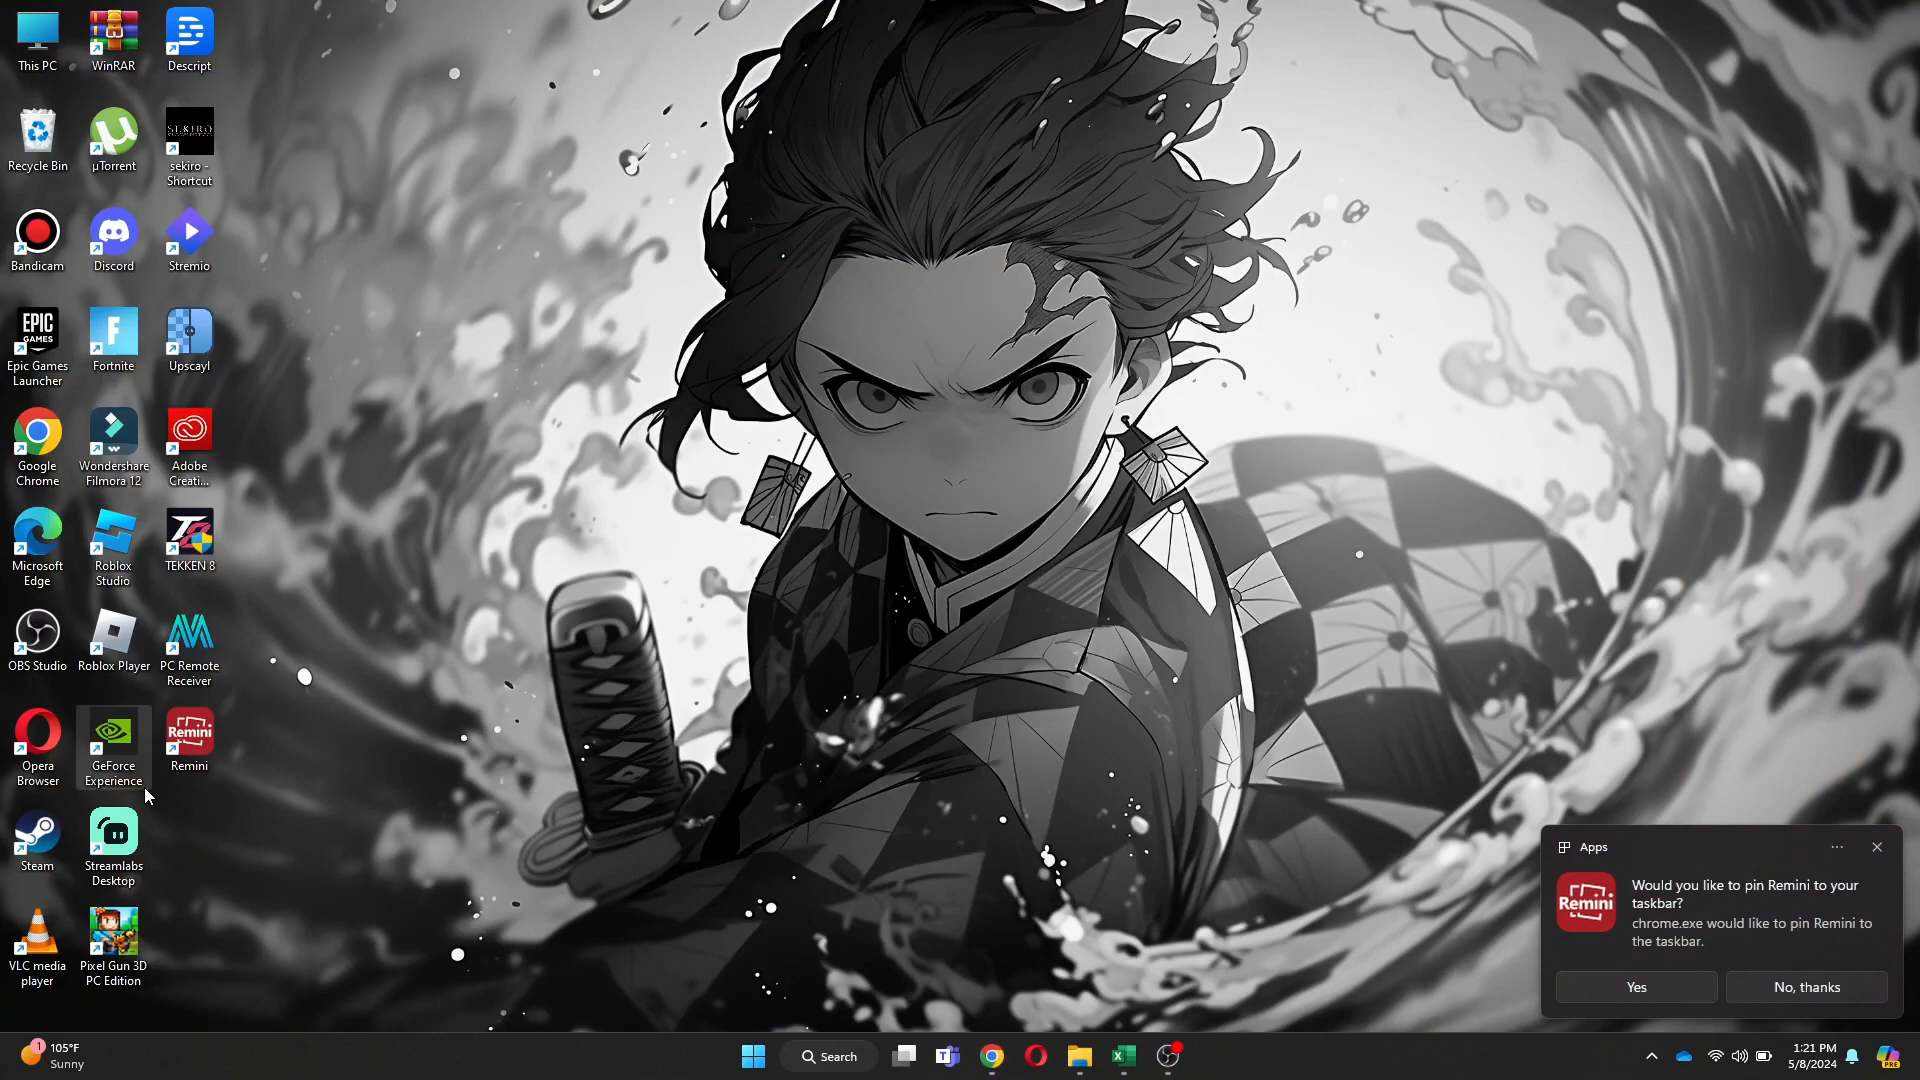 This PC
WinRAR
Descript
SEKIRO
Recycle Bin
µTorrent
sekiro -
Shortcut
Bandicam
Discord
Stremio
EPIC
GAMES
Epic Games
Launcher
F
Fortnite
Upscayl
Google
Chrome
Wondershare
Filmora 12
Adobe
Creati...
Microsoft
Edge
Roblox
Studio
TEKKEN 8
OBS Studio
Roblox Player
PC Remote
Receiver
Opera
Browser
GeForce
Experience
Remini
Remini
Steam
Streamlabs
Desktop
VLC media
player
Pixel Gun 3D
PC Edition
Apps
Remini
Would you like to pin Remini to your
taskbar?
chrome.exe would like to pin Remini to
the taskbar.
Yes
No, thanks
1
105°F
Sunny
Search
1:21 PM
5/8/2024
PRE